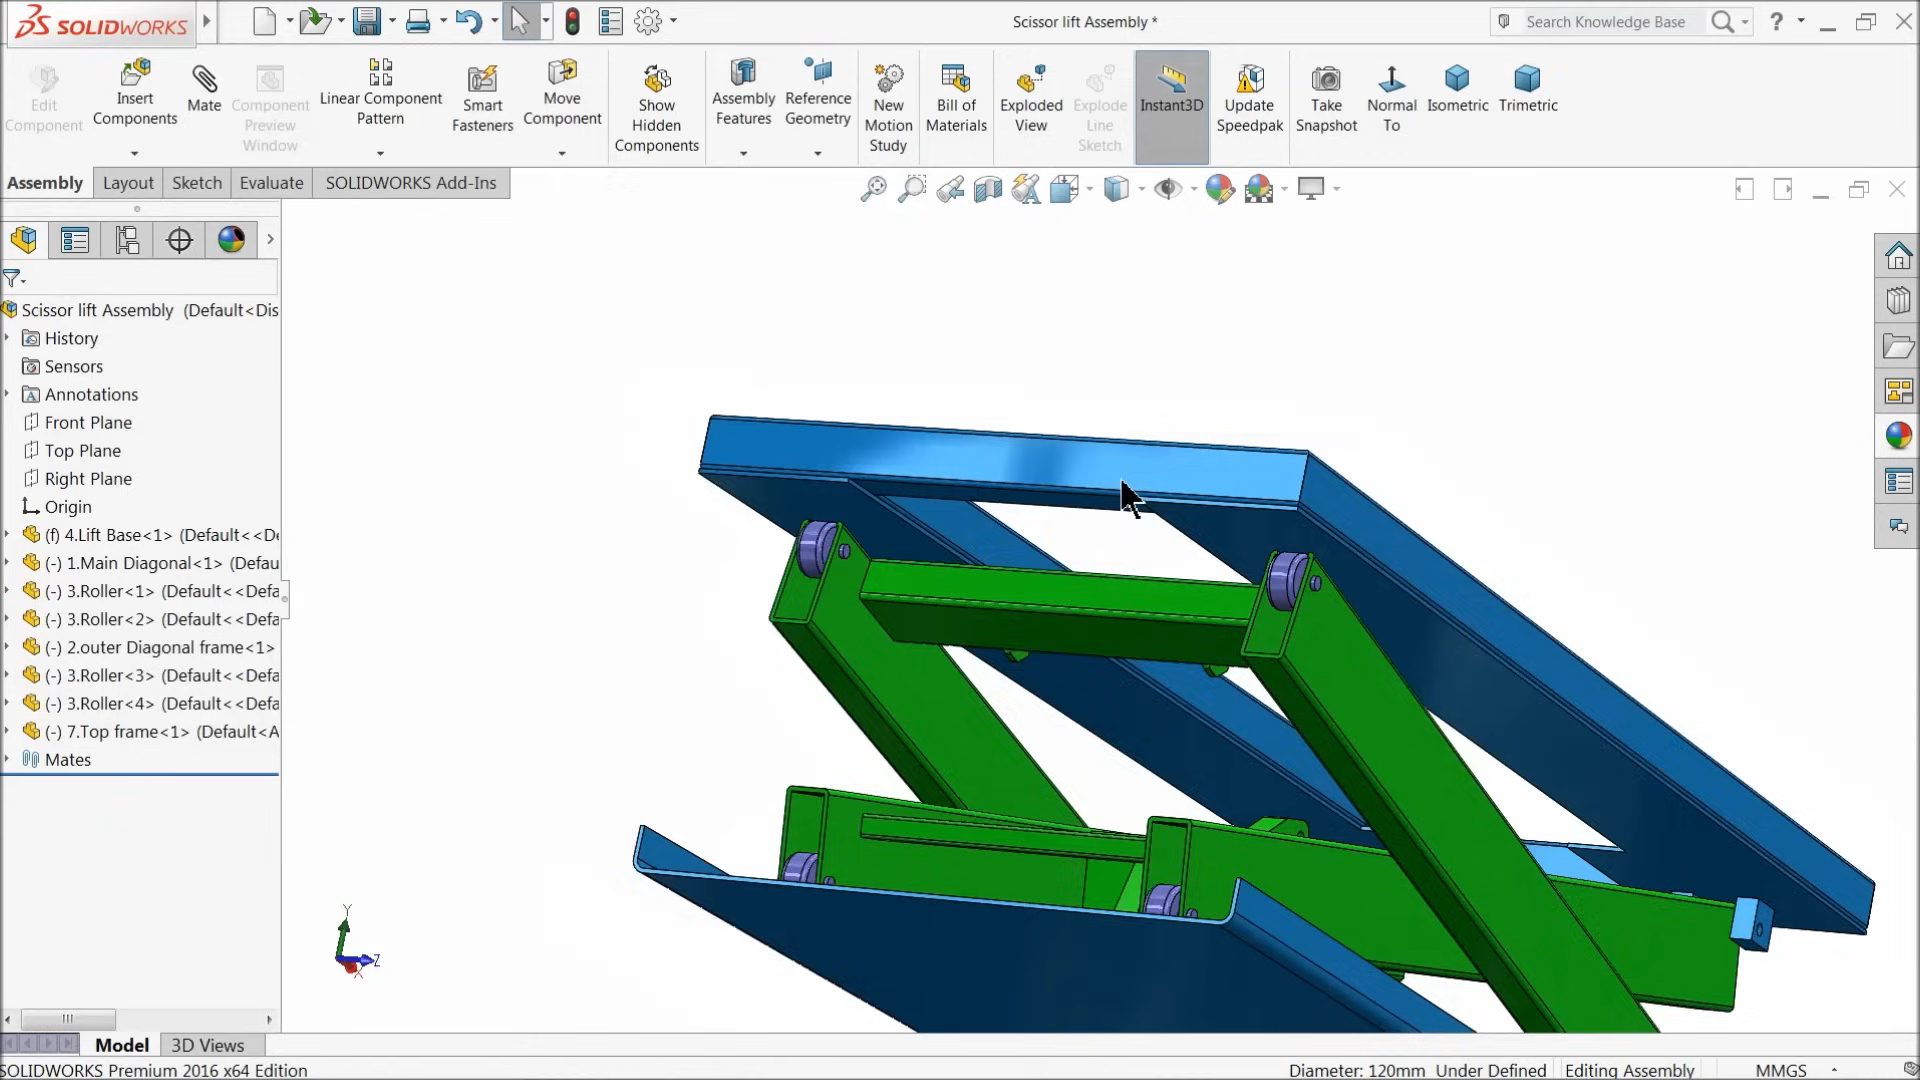 SOLIDWORKS
Scissor lift Assembly *
Search Knowledge Base
?
Edit Component
Insert Components
Mate
Component Preview Window
Linear Component Pattern
Smart Fasteners
Move Component
Show Hidden Components
Assembly Features
Reference Geometry
New Motion Study
Bill of Materials
Exploded View
Explode Line Sketch
Instant3D
Update Speedpak
Take Snapshot
Normal To
Isometric
Trimetric
Assembly
Layout
Sketch
Evaluate
SOLIDWORKS Add-Ins
Scissor lift Assembly (Default<Dis
History
Sensors
Annotations
Front Plane
Top Plane
Right Plane
Origin
(f) 4.Lift Base<1> (Default<<De
(-) 1.Main Diagonal<1> (Defau
(-) 3.Roller<1> (Default<<Defa
(-) 3.Roller<2> (Default<<Defa
(-) 2.outer Diagonal frame<1>
(-) 3.Roller<3> (Default<<Defa
(-) 3.Roller<4> (Default<<Defa
(-) 7.Top frame<1> (Default<A
Mates
Y
Z
X
Model
3D Views
SOLIDWORKS Premium 2016 x64 Edition
Diameter: 120mm
Under Defined
Editing Assembly
MMGS